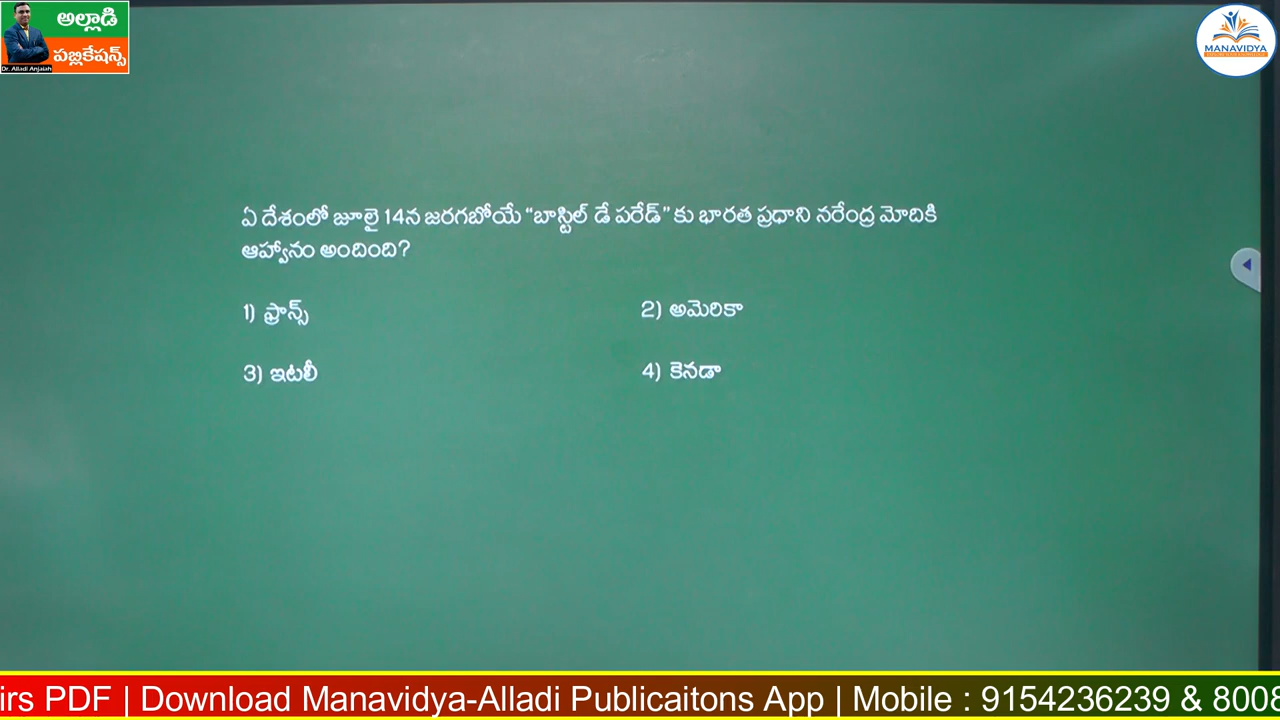 అల్లాడి
పబ్లికేషన్స్
Dr. Alladi Anjaiah
MANAVIDYA
ఏ దేశంలో జూలై 14న జరగబోయే “బాస్టిల్ డే పరేడ్” కు భారత ప్రధాని నరేంద్ర మోదికి
ఆహ్వానం అందింది?
1) ఫ్రాన్స్
2) అమెరికా
3) ఇటలీ
4) కెనడా
irs PDF | Download Manavidya-Alladi Publicaitons App | Mobile : 9154236239 & 8008